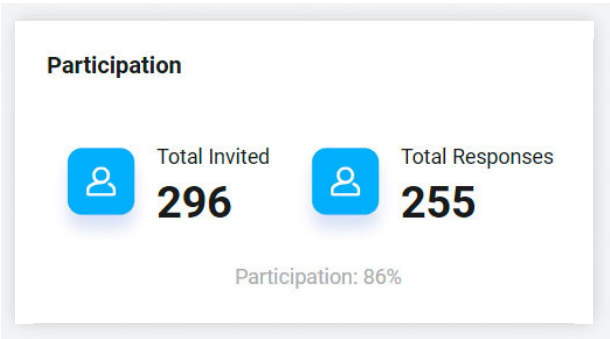 Participation
Total Invited
296
Total Responses
255
Participation: 86%